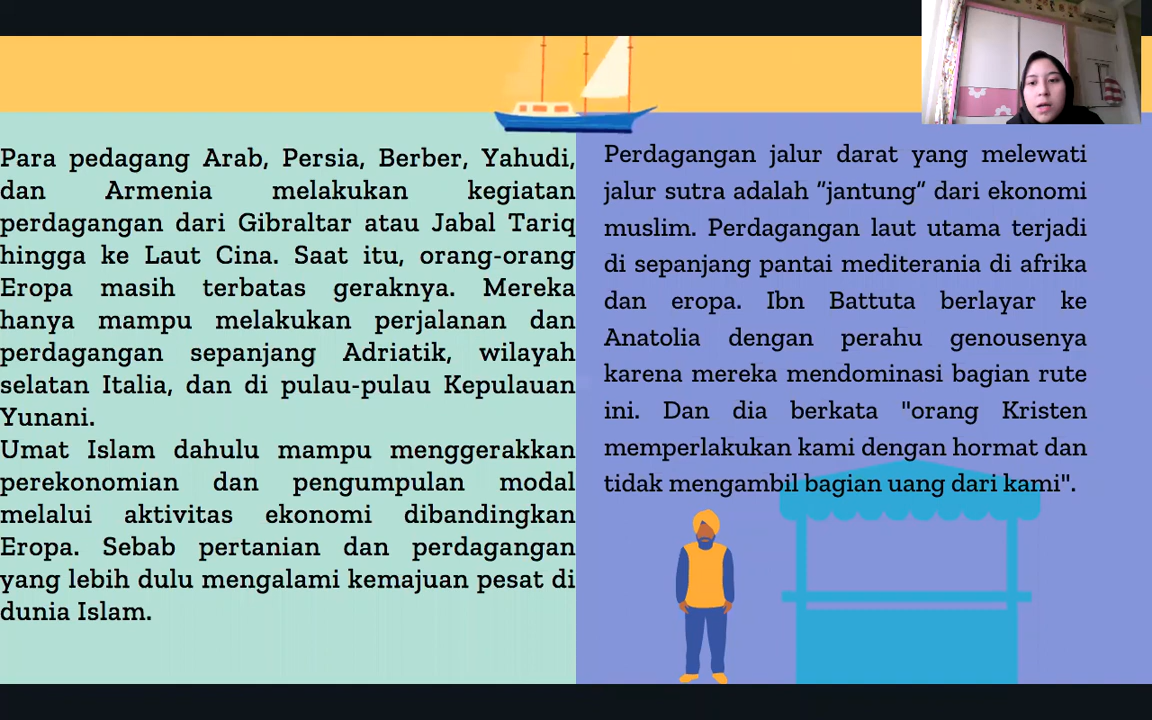 Para pedagang Arab, Persia, Berber, Yahudi,
dan Armenia melakukan kegiatan
perdagangan dari Gibraltar atau Jabal Tariq
hingga ke Laut Cina. Saat itu, orang-orang
Eropa masih terbatas geraknya. Mereka
hanya mampu melakukan perjalanan dan
perdagangan sepanjang Adriatik, wilayah
selatan Italia, dan di pulau-pulau Kepulauan
Yunani.
Umat Islam dahulu mampu menggerakkan
perekonomian dan pengumpulan modal
melalui aktivitas ekonomi dibandingkan
Eropa. Sebab pertanian dan perdagangan
yang lebih dulu mengalami kemajuan pesat di
dunia Islam.
Perdagangan jalur darat yang melewati
jalur sutra adalah ”jantung” dari ekonomi
muslim. Perdagangan laut utama terjadi
di sepanjang pantai mediterania di afrika
dan eropa. Ibn Battuta berlayar ke
Anatolia dengan perahu genousenya
karena mereka mendominasi bagian rute
ini. Dan dia berkata "orang Kristen
memperlakukan kami dengan hormat dan
tidak mengambil bagian uang dari kami".